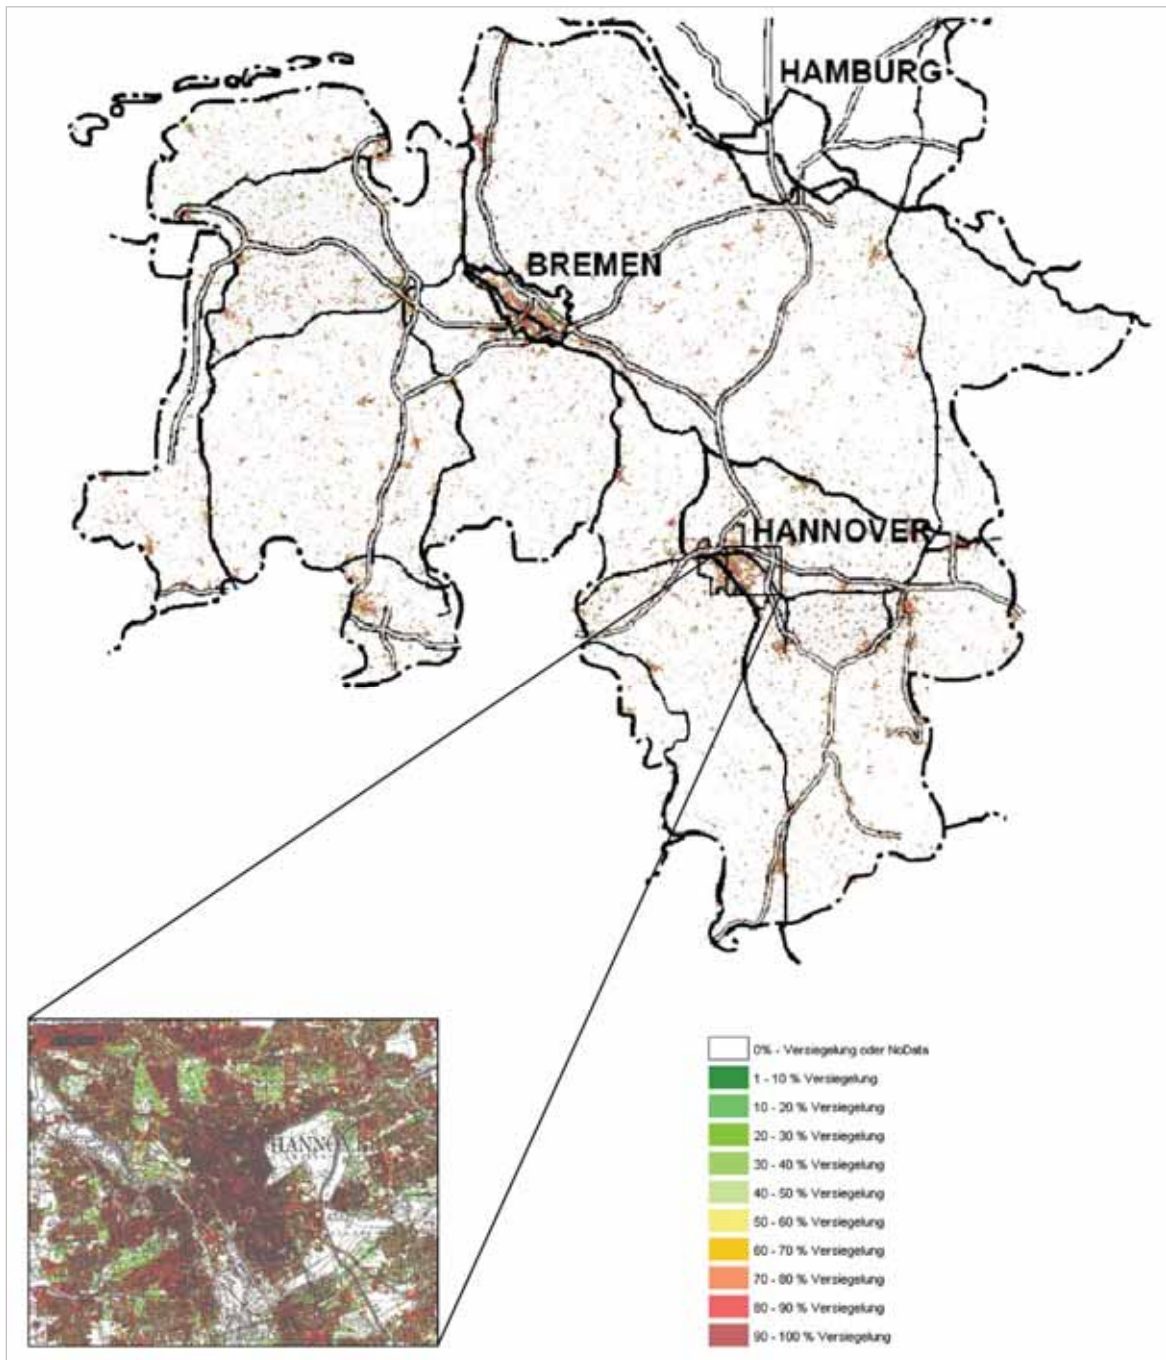 HAMBURG
BREMEN
HANNOVER
HANNOVER
0% - Versiegelung oder NoData
1 - 10 % Versiegelung
10 - 20 % Versiegelung
20 - 30 % Versiegelung
30 - 40 % Versiegelung
40 - 50 % Versiegelung
50 - 60 % Versiegelung
60 - 70 % Versiegelung
70 - 80 % Versiegelung
80 - 90 % Versiegelung
90 - 100 % Versiegelung